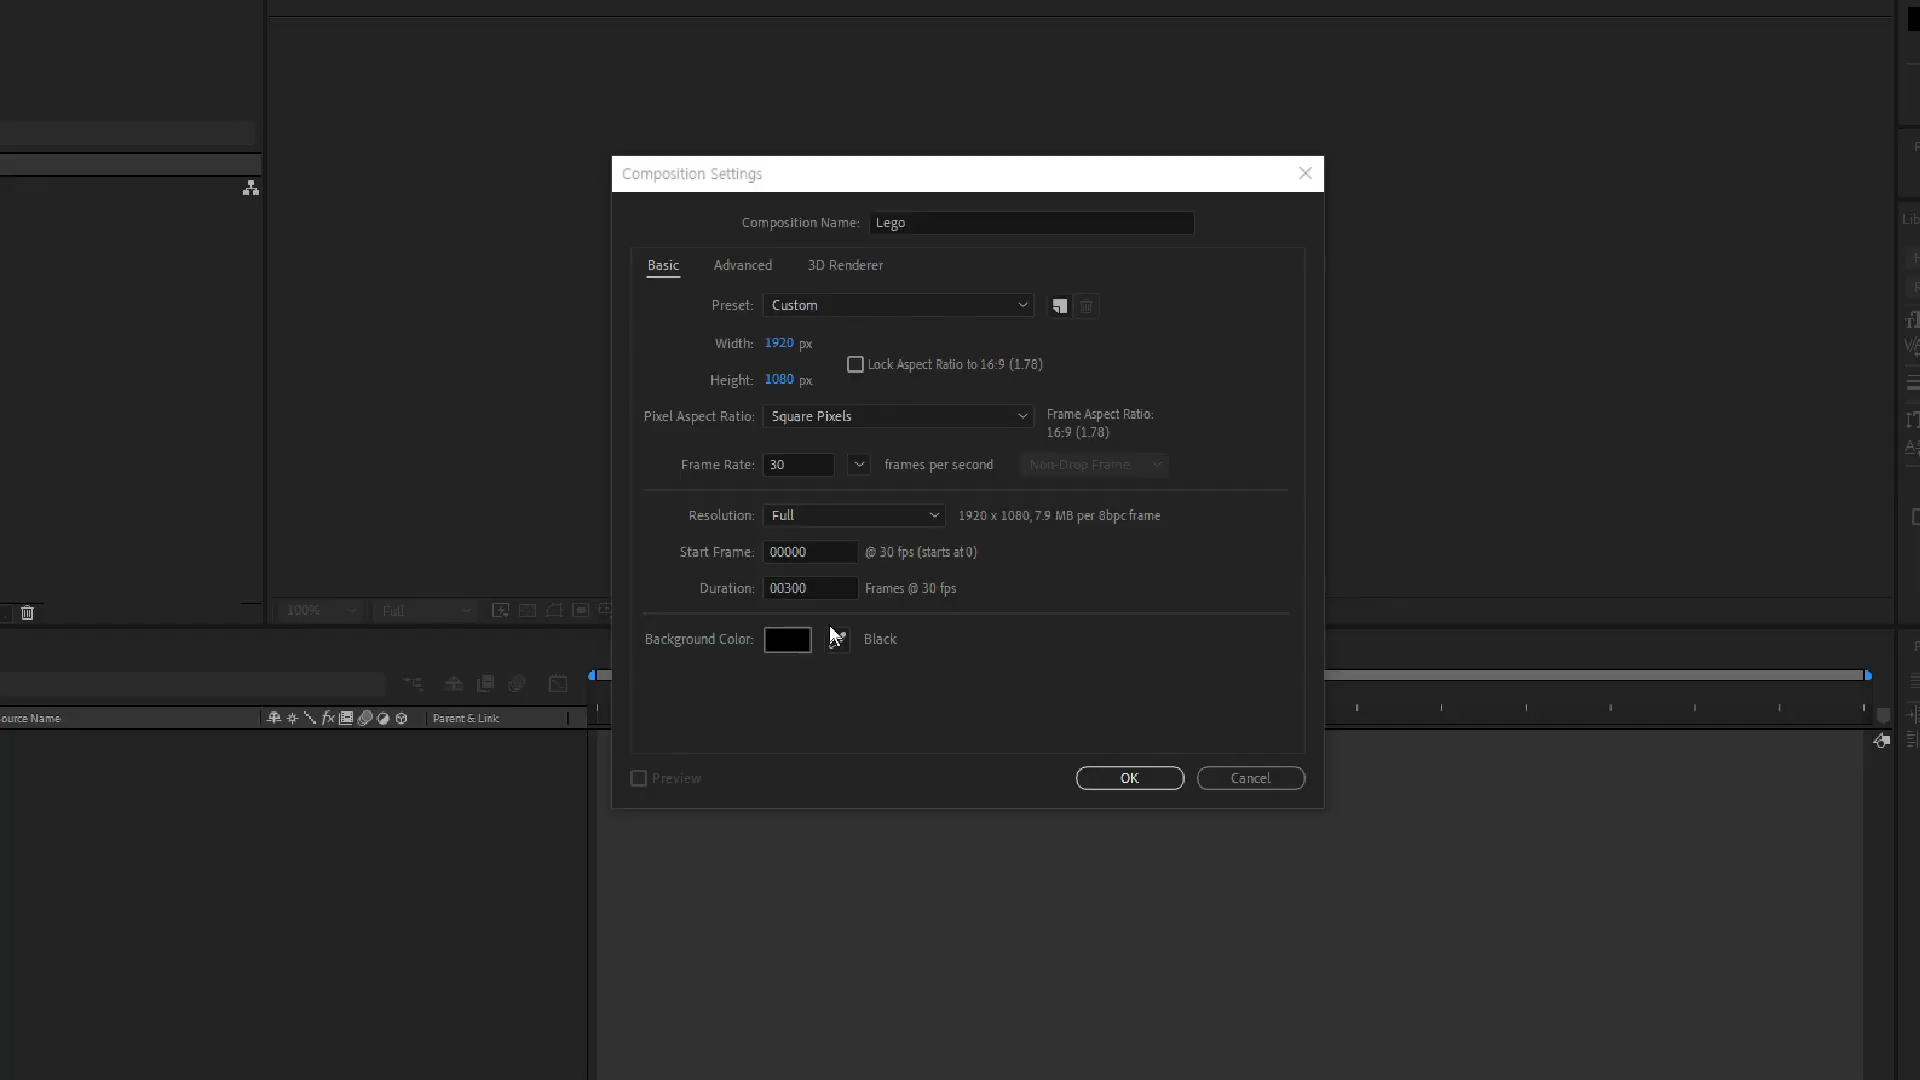 Composition Settings
Composition Name: Lego
Basic Advanced 3D Renderer
Preset: Custom
Width: 1920 px
Lock Aspect Ratio to 16:9 (1.78)
Height: 1080 px
Pixel Aspect Ratio: Square Pixels
Frame Aspect Ratio:
16:9 (1.78)
Frame Rate: 30 frames per second Non-Drop Frame
Resolution: Full 1920 x 1080, 7.9 MB per 8bpc frame
Start Frame: 00000 @ 30 fps (starts at 0)
Duration: 00300 Frames @ 30 fps
100% Full
Background Color: Black
ource Name fx Parent & Link
Preview OK Cancel
Lib